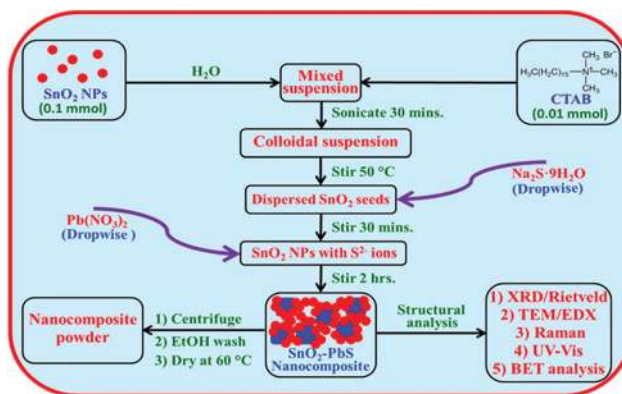 SnO₂ NPs
(0.1 mmol)
H₂O
Mixed
suspension
CH₃ Br⁻
H₃C(H₂C)₁₅—N⁺—CH₃
CH₃
CTAB
(0.01 mmol)
Sonicate 30 mins.
Colloidal suspension
Stir 50 °C
Dispersed SnO₂ seeds
Na₂S·9H₂O
(Dropwise)
Stir 30 mins.
Pb(NO₃)₂
(Dropwise )
SnO₂ NPs with S²⁻ ions
Stir 2 hrs.
Nanocomposite
powder
1) Centrifuge
2) EtOH wash
3) Dry at 60 °C
SnO₂-PbS
Nanocomposite
Structural
analysis
1) XRD/Rietveld
2) TEM/EDX
3) Raman
4) UV-Vis
5) BET analysis